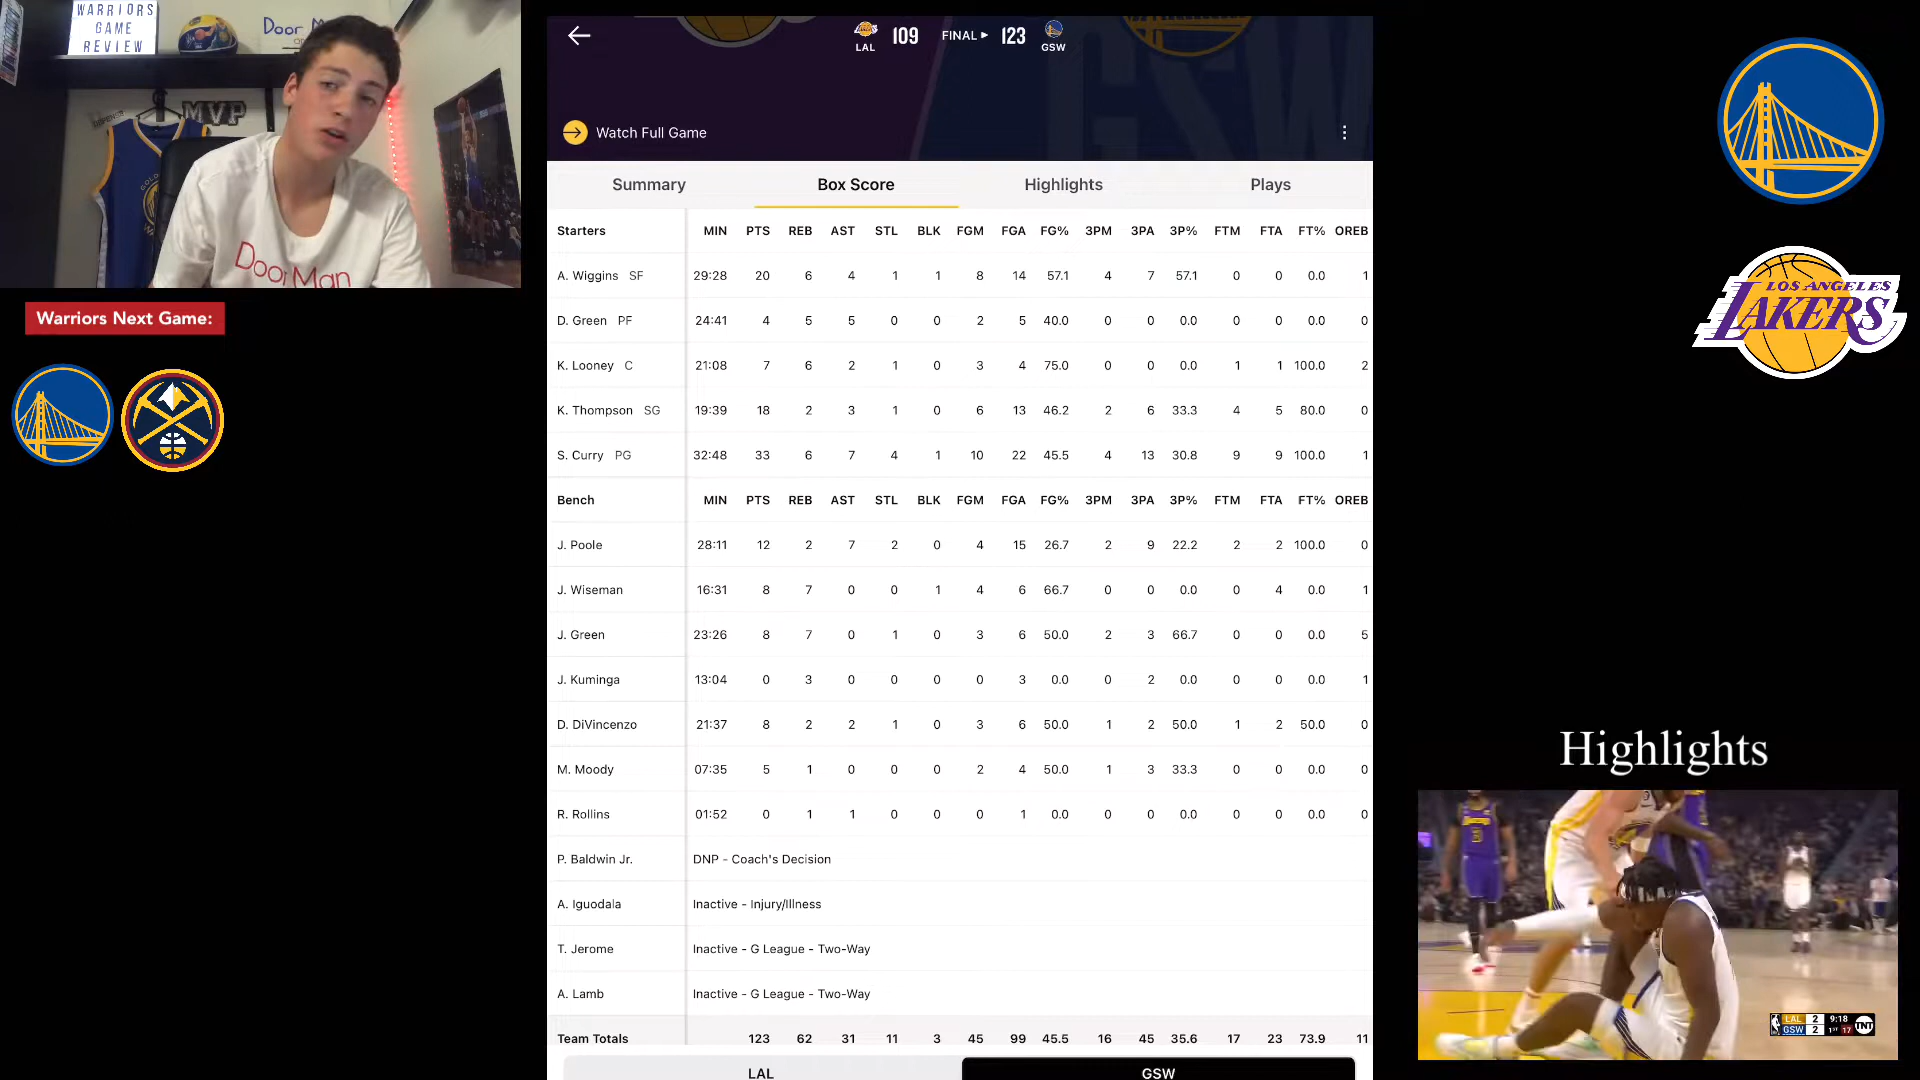 WARRIORS
GAME
REVIEW
Door Man
MVP
Door Man
Warriors Next Game:
LAL 109 FINAL 123 GSW
Watch Full Game
Summary Box Score Highlights Plays
Starters MIN PTS REB AST STL BLK FGM FGA FG% 3PM 3PA 3P% FTM FTA FT% OREB
A. Wiggins SF 29:28 20 6 4 1 1 8 14 57.1 4 7 57.1 0 0 0.0 1
D. Green PF 24:41 4 5 5 0 0 2 5 40.0 0 0 0.0 0 0 0.0 0
K. Looney C 21:08 7 6 2 1 0 3 4 75.0 0 0 0.0 1 1 100.0 2
K. Thompson SG 19:39 18 2 3 1 0 6 13 46.2 2 6 33.3 4 5 80.0 0
S. Curry PG 32:48 33 6 7 4 1 10 22 45.5 4 13 30.8 9 9 100.0 1
Bench MIN PTS REB AST STL BLK FGM FGA FG% 3PM 3PA 3P% FTM FTA FT% OREB
J. Poole 28:11 12 2 7 2 0 4 15 26.7 2 9 22.2 2 2 100.0 0
J. Wiseman 16:31 8 7 0 0 1 4 6 66.7 0 0 0.0 0 4 0.0 1
J. Green 23:26 8 7 0 1 0 3 6 50.0 2 3 66.7 0 0 0.0 5
J. Kuminga 13:04 0 3 0 0 0 0 3 0.0 0 2 0.0 0 0 0.0 1
D. DiVincenzo 21:37 8 2 2 1 0 3 6 50.0 1 2 50.0 1 2 50.0 0
M. Moody 07:35 5 1 0 0 0 2 4 50.0 1 3 33.3 0 0 0.0 0
R. Rollins 01:52 0 1 1 0 0 0 1 0.0 0 0 0.0 0 0 0.0 0
P. Baldwin Jr. DNP - Coach's Decision
A. Iguodala Inactive - Injury/Illness
T. Jerome Inactive - G League - Two-Way
A. Lamb Inactive - G League - Two-Way
Team Totals 123 62 31 11 3 45 99 45.5 16 45 35.6 17 23 73.9 11
LAL GSW
LOS ANGELES
LAKERS
Highlights
LAL 2 9:18
GSW 2 1ST 17
TNT